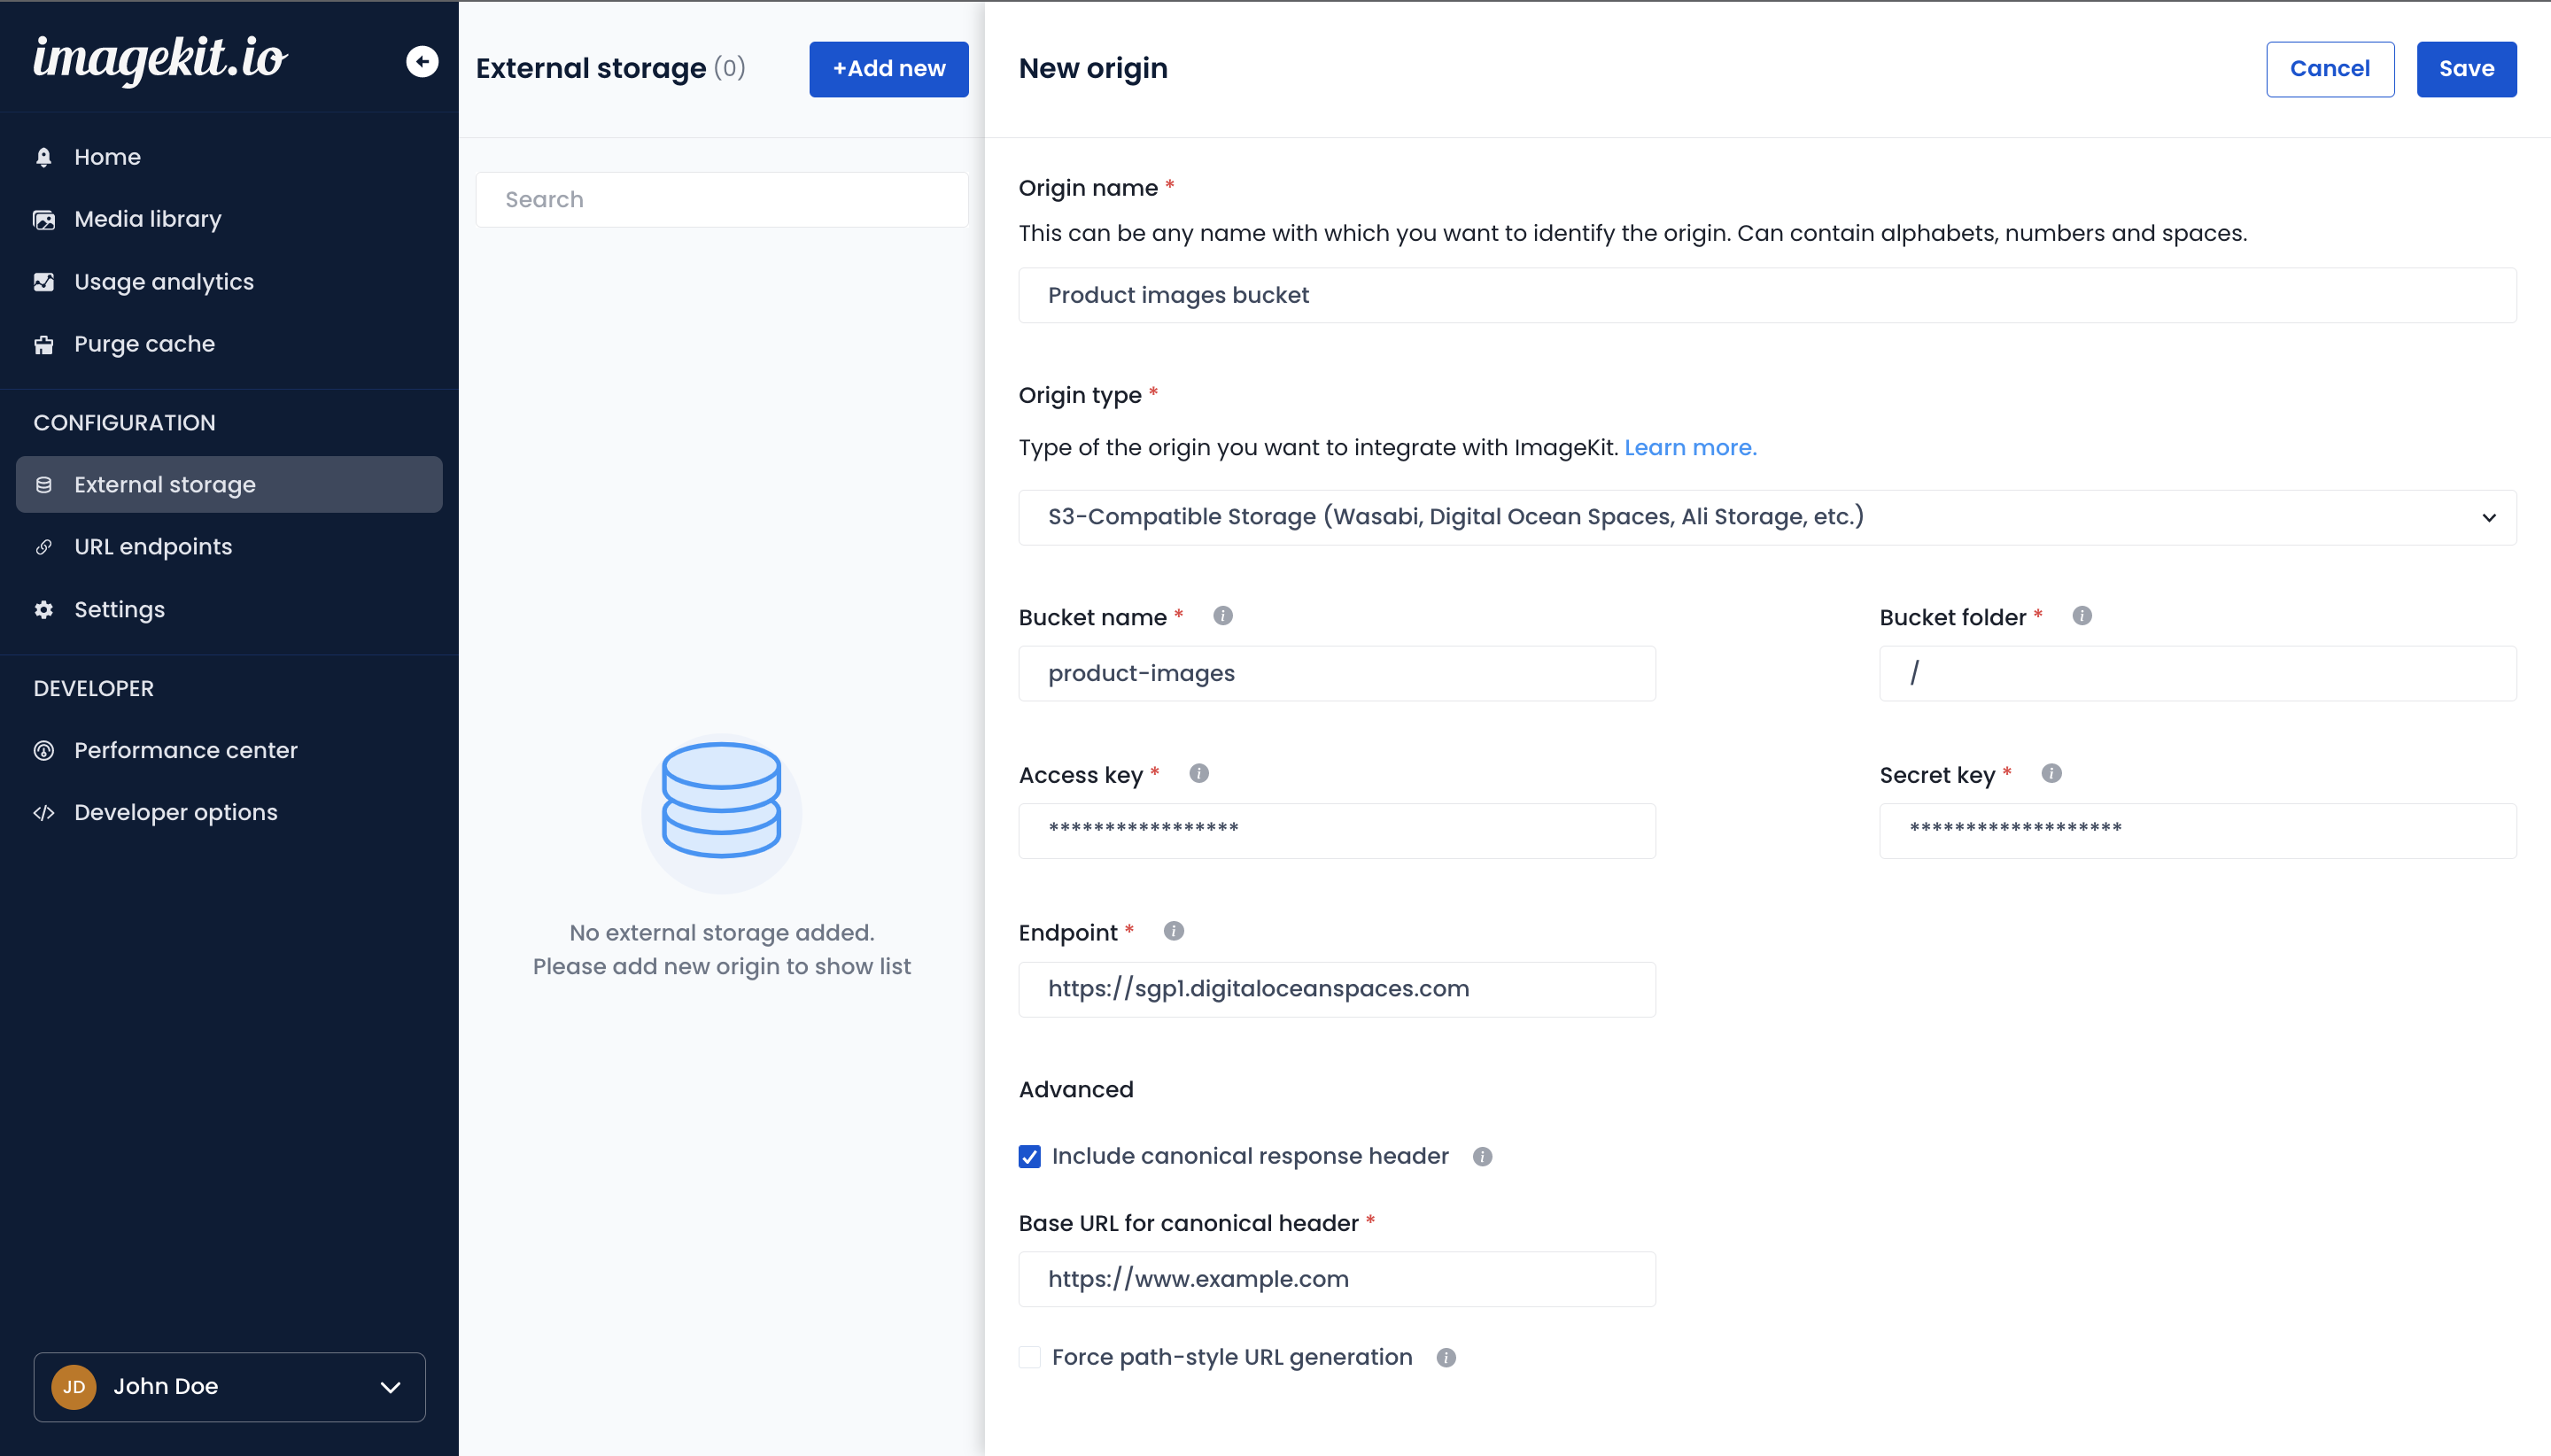 imagekit.io
Home
Media library
Usage analytics
Purge cache
CONFIGURATION
External storage
URL endpoints
Settings
DEVELOPER
Performance center
Developer options
JD
John Doe
External storage (0)
+Add new
Search
No external storage added.
Please add new origin to show list
New origin
Cancel
Save
Origin name *
This can be any name with which you want to identify the origin. Can contain alphabets, numbers and spaces.
Product images bucket
Origin type *
Type of the origin you want to integrate with ImageKit. Learn more.
S3-Compatible Storage (Wasabi, Digital Ocean Spaces, Ali Storage, etc.)
Bucket name * i
Bucket folder * i
product-images
/
Access key * i
Secret key * i
*****************
*******************
Endpoint * i
https://sgp1.digitaloceanspaces.com
Advanced
Include canonical response header i
Base URL for canonical header *
https://www.example.com
Force path-style URL generation i